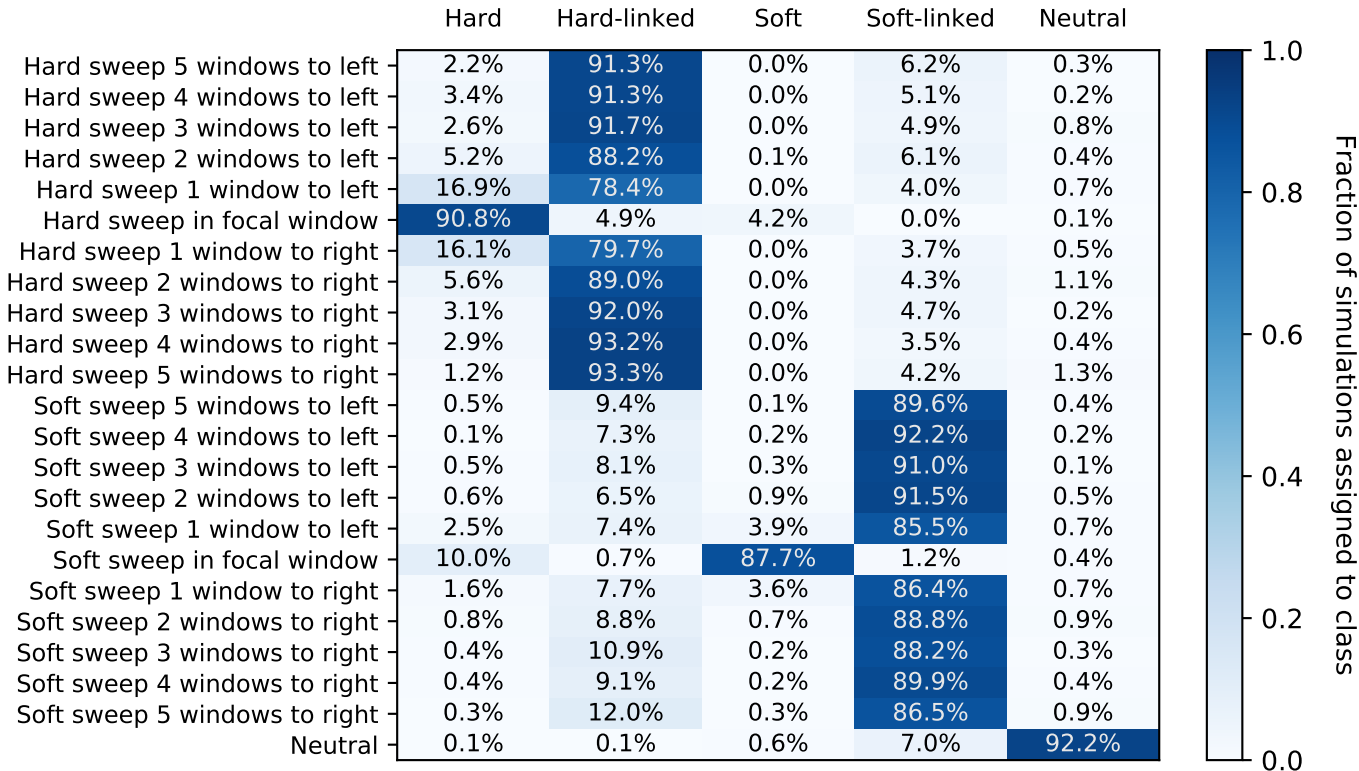 Hard Hard-linked Soft Soft-linked Neutral
Hard sweep 5 windows to left 2.2% 91.3% 0.0% 6.2% 0.3%
Hard sweep 4 windows to left 3.4% 91.3% 0.0% 5.1% 0.2%
Hard sweep 3 windows to left 2.6% 91.7% 0.0% 4.9% 0.8%
Hard sweep 2 windows to left 5.2% 88.2% 0.1% 6.1% 0.4%
Hard sweep 1 window to left 16.9% 78.4% 0.0% 4.0% 0.7%
Hard sweep in focal window 90.8% 4.9% 4.2% 0.0% 0.1%
Hard sweep 1 window to right 16.1% 79.7% 0.0% 3.7% 0.5%
Hard sweep 2 windows to right 5.6% 89.0% 0.0% 4.3% 1.1%
Hard sweep 3 windows to right 3.1% 92.0% 0.0% 4.7% 0.2%
Hard sweep 4 windows to right 2.9% 93.2% 0.0% 3.5% 0.4%
Hard sweep 5 windows to right 1.2% 93.3% 0.0% 4.2% 1.3%
Soft sweep 5 windows to left 0.5% 9.4% 0.1% 89.6% 0.4%
Soft sweep 4 windows to left 0.1% 7.3% 0.2% 92.2% 0.2%
Soft sweep 3 windows to left 0.5% 8.1% 0.3% 91.0% 0.1%
Soft sweep 2 windows to left 0.6% 6.5% 0.9% 91.5% 0.5%
Soft sweep 1 window to left 2.5% 7.4% 3.9% 85.5% 0.7%
Soft sweep in focal window 10.0% 0.7% 87.7% 1.2% 0.4%
Soft sweep 1 window to right 1.6% 7.7% 3.6% 86.4% 0.7%
Soft sweep 2 windows to right 0.8% 8.8% 0.7% 88.8% 0.9%
Soft sweep 3 windows to right 0.4% 10.9% 0.2% 88.2% 0.3%
Soft sweep 4 windows to right 0.4% 9.1% 0.2% 89.9% 0.4%
Soft sweep 5 windows to right 0.3% 12.0% 0.3% 86.5% 0.9%
Neutral 0.1% 0.1% 0.6% 7.0% 92.2%
1.0
0.8
0.6
0.4
0.2
0.0
Fraction of simulations assigned to class